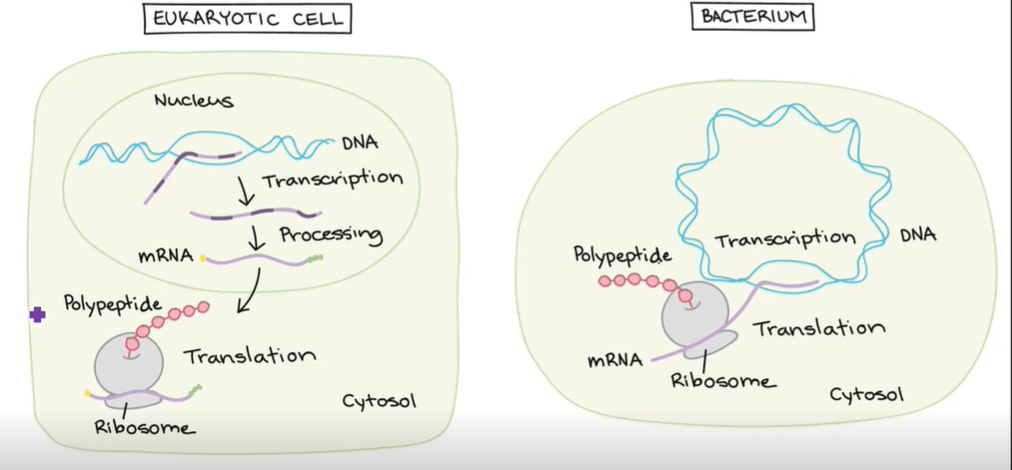 EUKARYOTIC CELL
Nucleus
DNA
Transcription
Processing
mRNA
Polypeptide
Translation
Cytosol
Ribosome
BACTERIUM
Transcription
DNA
Polypeptide
Translation
mRNA
Ribosome
Cytosol